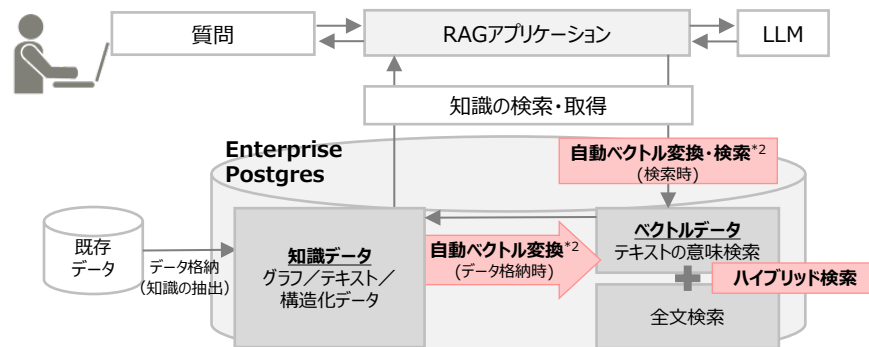 質問
RAGアプリケーション
LLM
知識の検索・取得
Enterprise
Postgres
自動ベクトル変換・検索*2
(検索時)
既存
データ
データ格納
(知識の抽出)
知識データ
グラフ／テキスト／
構造化データ
自動ベクトル変換*2
(データ格納時)
ベクトルデータ
テキストの意味検索
ハイブリッド検索
全文検索